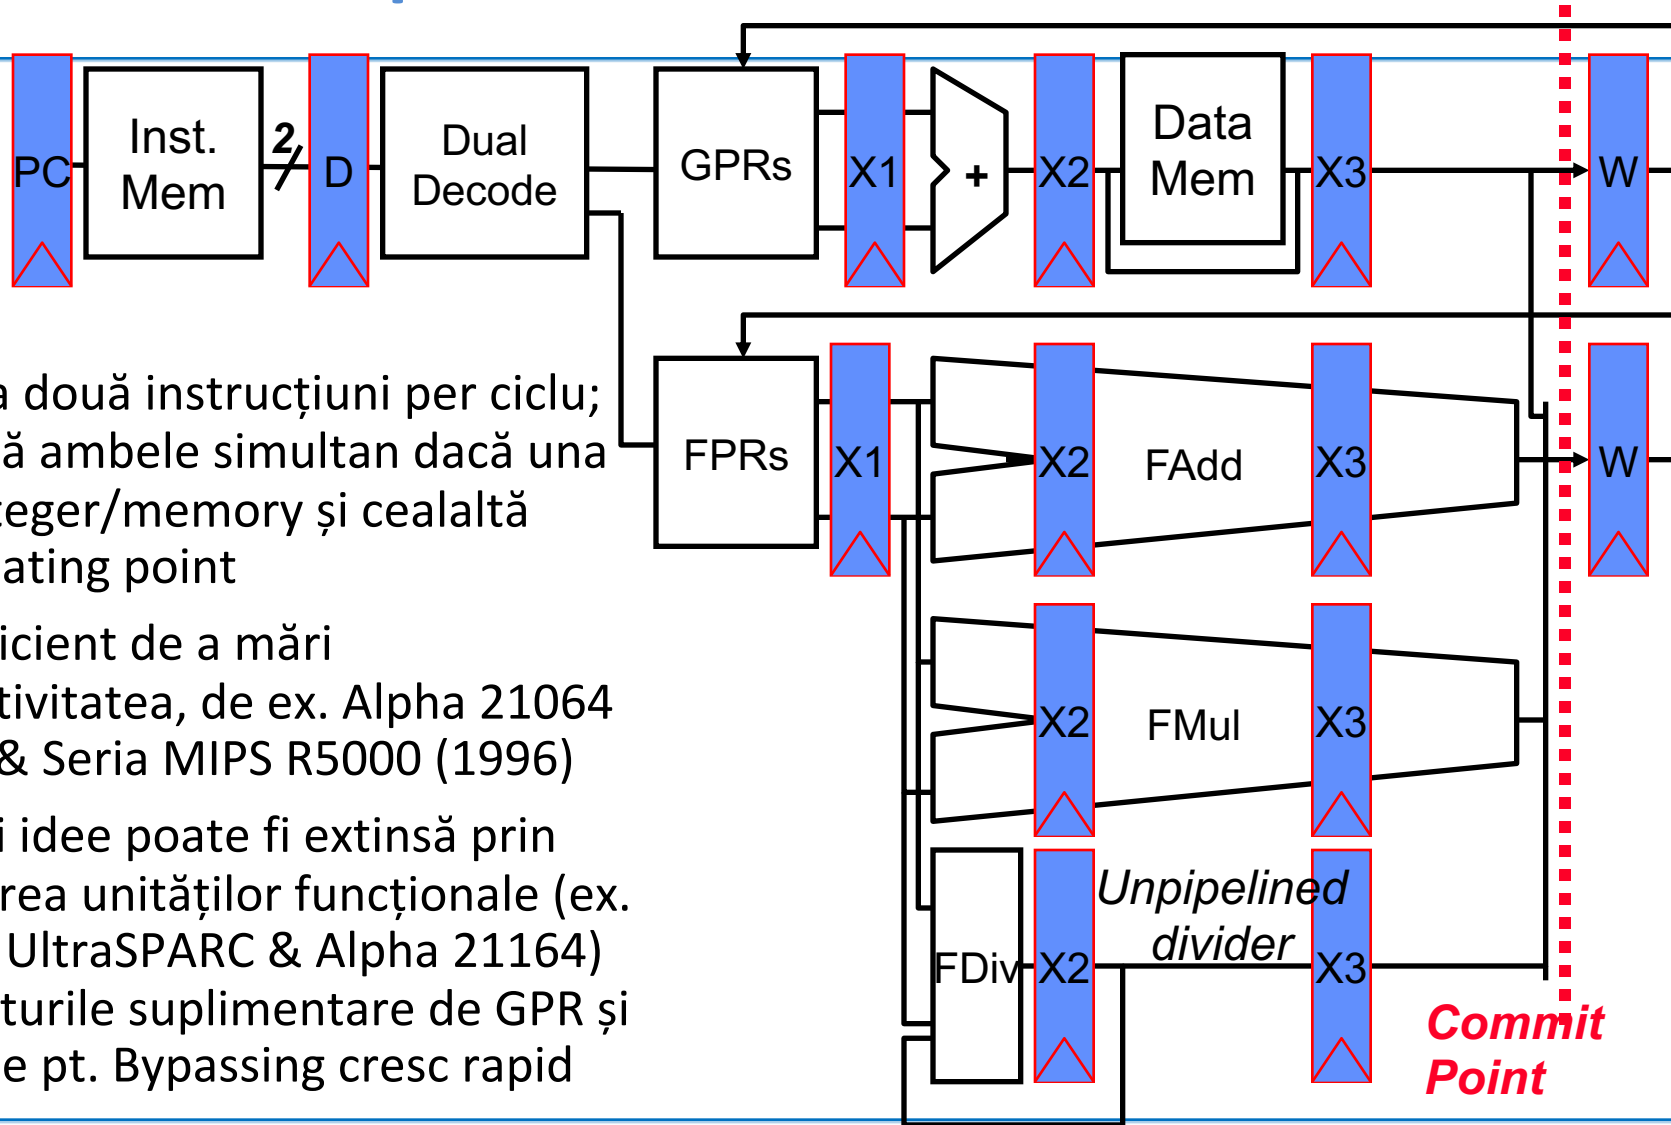 PC
Inst.
Mem
2
D
Dual
Decode
GPRs
X1
+
X2
Data
Mem
X3
W
FPRs
X1
X2
FAdd
X3
W
X2
FMul
X3
FDiv
X2
Unpipelined
divider
X3
Commit
Point
a două instrucțiuni per ciclu;
ă ambele simultan dacă una
teger/memory și cealaltă
ating point
icient de a mări
tivitatea, de ex. Alpha 21064
& Seria MIPS R5000 (1996)
i idee poate fi extinsă prin
rea unităților funcționale (ex.
UltraSPARC & Alpha 21164)
turile suplimentare de GPR și
e pt. Bypassing cresc rapid